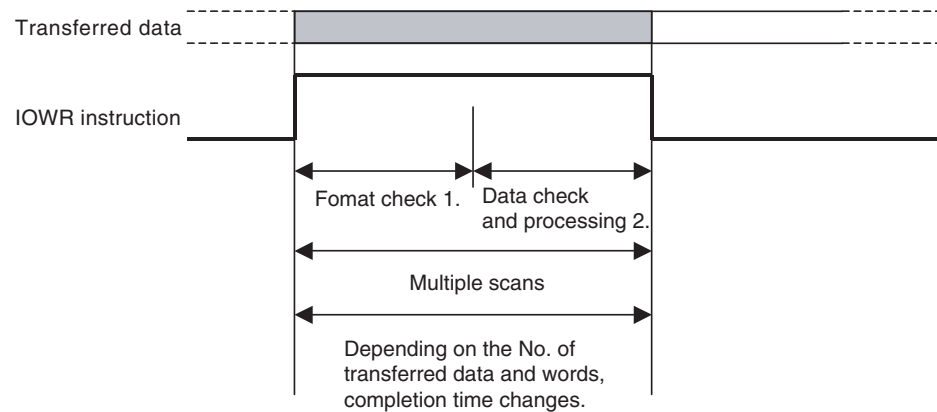 Transferred data
IOWR instruction
Fomat check 1.
Data check
and processing 2.
Multiple scans
Depending on the No. of
transferred data and words,
completion time changes.